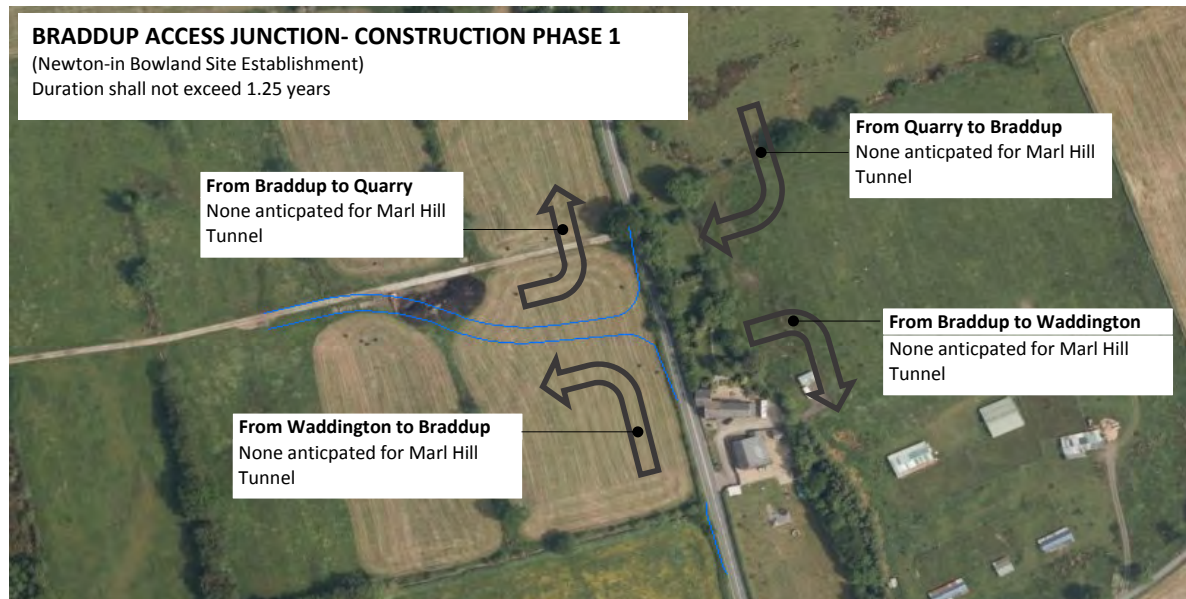 BRADDUP ACCESS JUNCTION- CONSTRUCTION PHASE 1
(Newton-in Bowland Site Establishment)
Duration shall not exceed 1.25 years
From Quarry to Braddup
None anticpated for Marl Hill
Tunnel
From Braddup to Quarry
None anticpated for Marl Hill
Tunnel
From Braddup to Waddington
None anticpated for Marl Hill
Tunnel
From Waddington to Braddup
None anticpated for Marl Hill
Tunnel